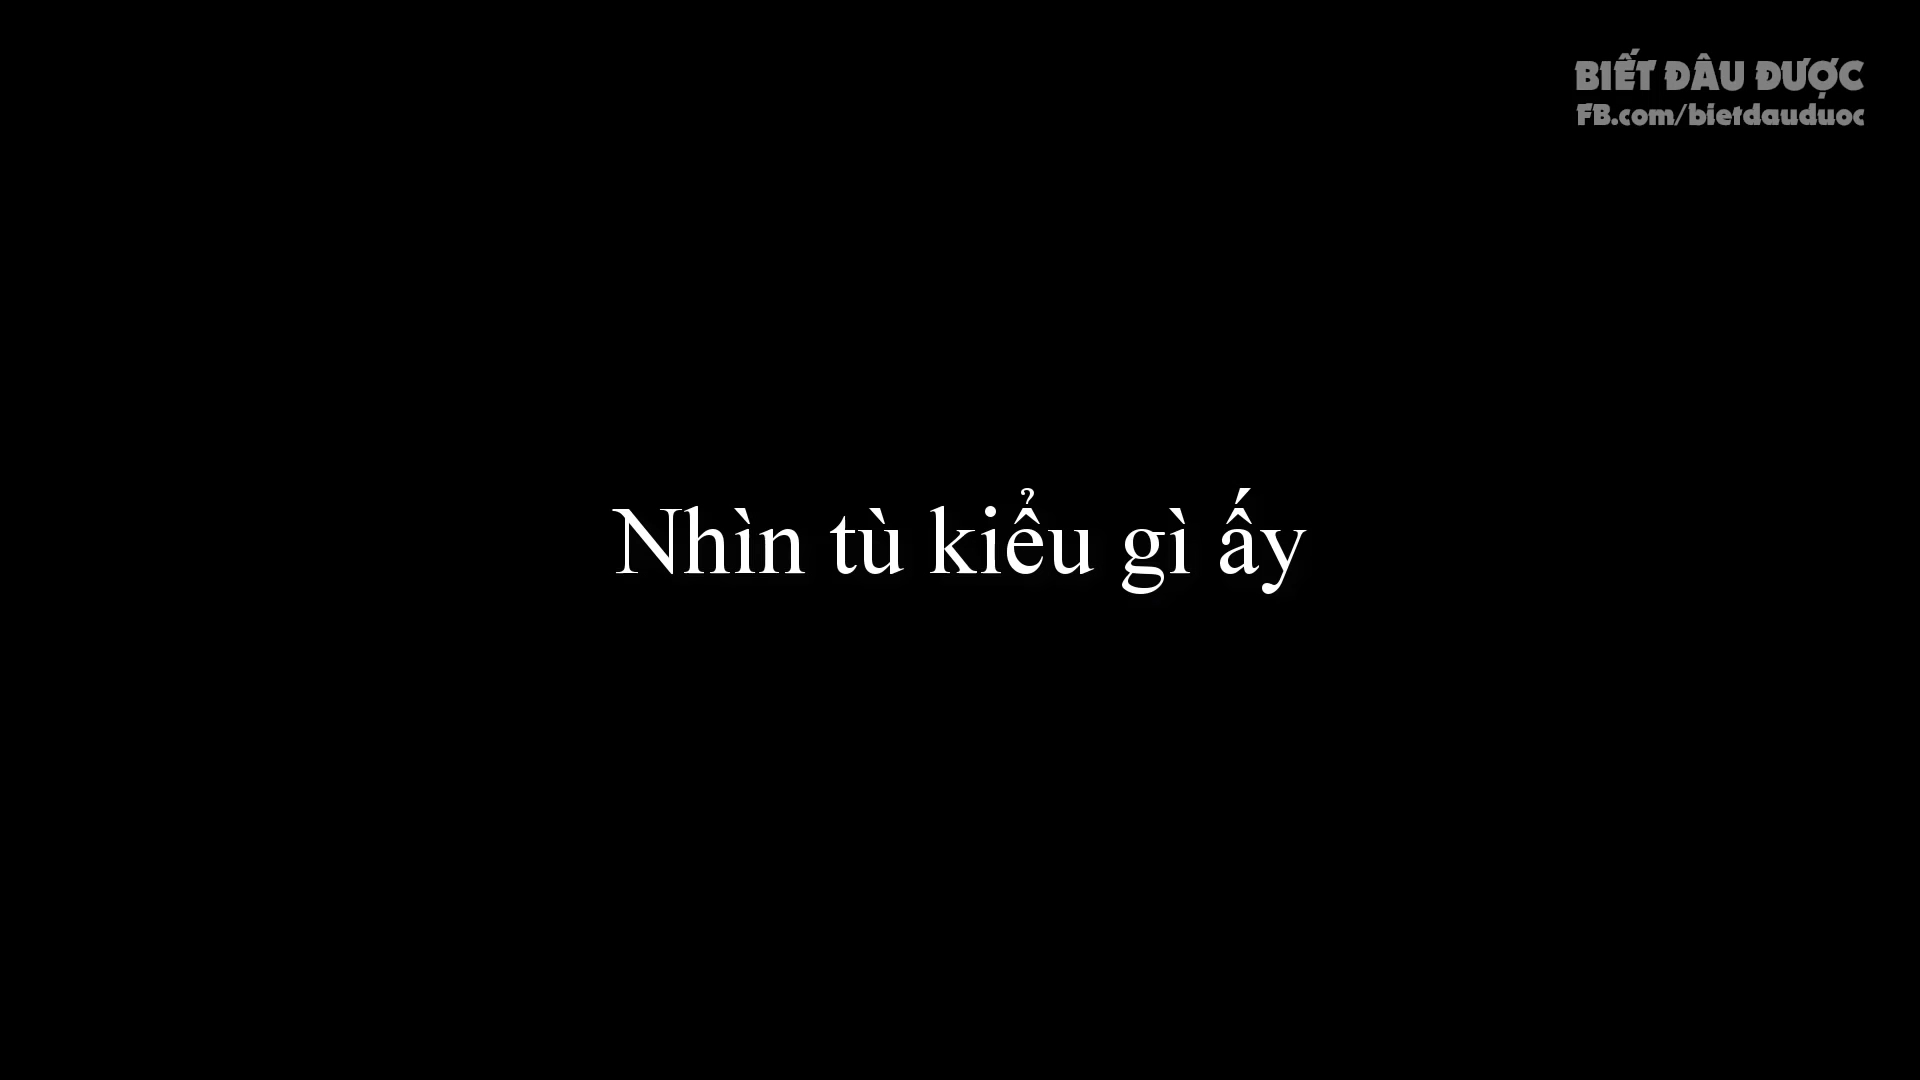 BIẾT ĐÂU ĐƯỢC
FB.com/bietdauduoc
Nhìn tù kiểu gì ấy